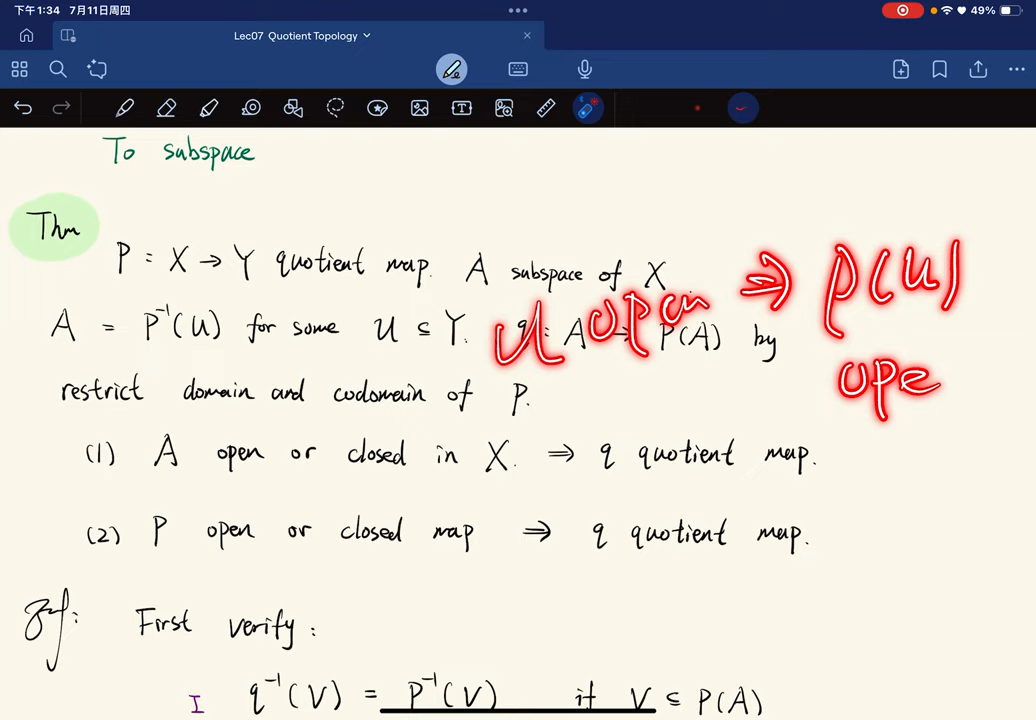 下午1:34 7月11日周四
49%
Lec07 Quotient Topology
To subspace
Thm
P : X → Y quotient map. A subspace of X
A = P⁻¹(U) for some U ⊆ Y. q : A → P(A) by
U open ⇒ P(U)
ope
restrict domain and codomain of P.
(1) A open or closed in X. ⇒ q quotient map.
(2) P open or closed map ⇒ q quotient map.
First verify :
I q⁻¹(V) = P⁻¹(V) if V ⊆ P(A)